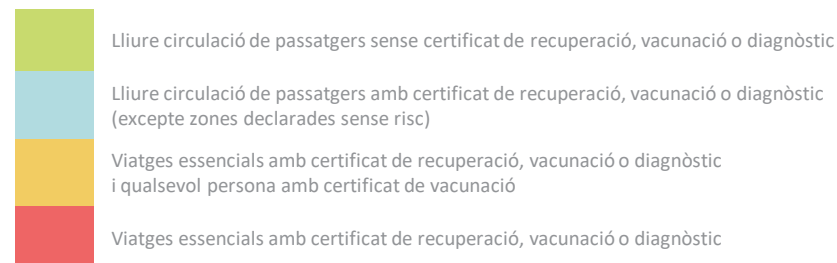 Lliure circulació de passatgers sense certificat de recuperació, vacunació o diagnòstic
Lliure circulació de passatgers amb certificat de recuperació, vacunació o diagnòstic
(excepte zones declarades sense risc)
Viatges essencials amb certificat de recuperació, vacunació o diagnòstic
i qualsevol persona amb certificat de vacunació
Viatges essencials amb certificat de recuperació, vacunació o diagnòstic